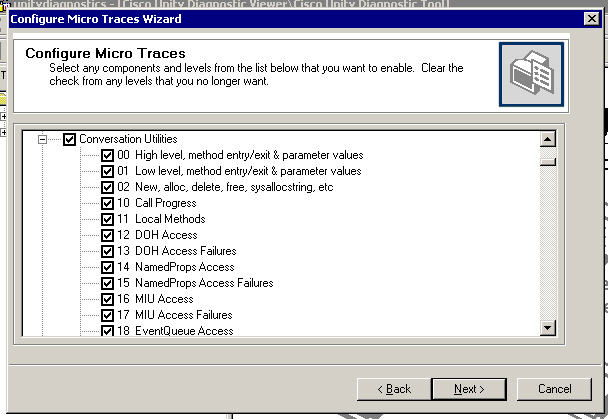 unitydiagnostics - [Cisco Unity Diagnostic Viewer\Cisco Unity Diagnostic Tool]
Configure Micro Traces Wizard
Configure Micro Traces
Select any components and levels from the list below that you want to enable. Clear the
check from any levels that you no longer want.
Conversation Utilities
00 High level, method entry/exit & parameter values
01 Low level, method entry/exit & parameter values
02 New, alloc, delete, free, sysallocstring, etc
10 Call Progress
11 Local Methods
12 DOH Access
13 DOH Access Failures
14 NamedProps Access
15 NamedProps Access Failures
16 MIU Access
17 MIU Access Failures
18 EventQueue Access
< Back Next > Cancel